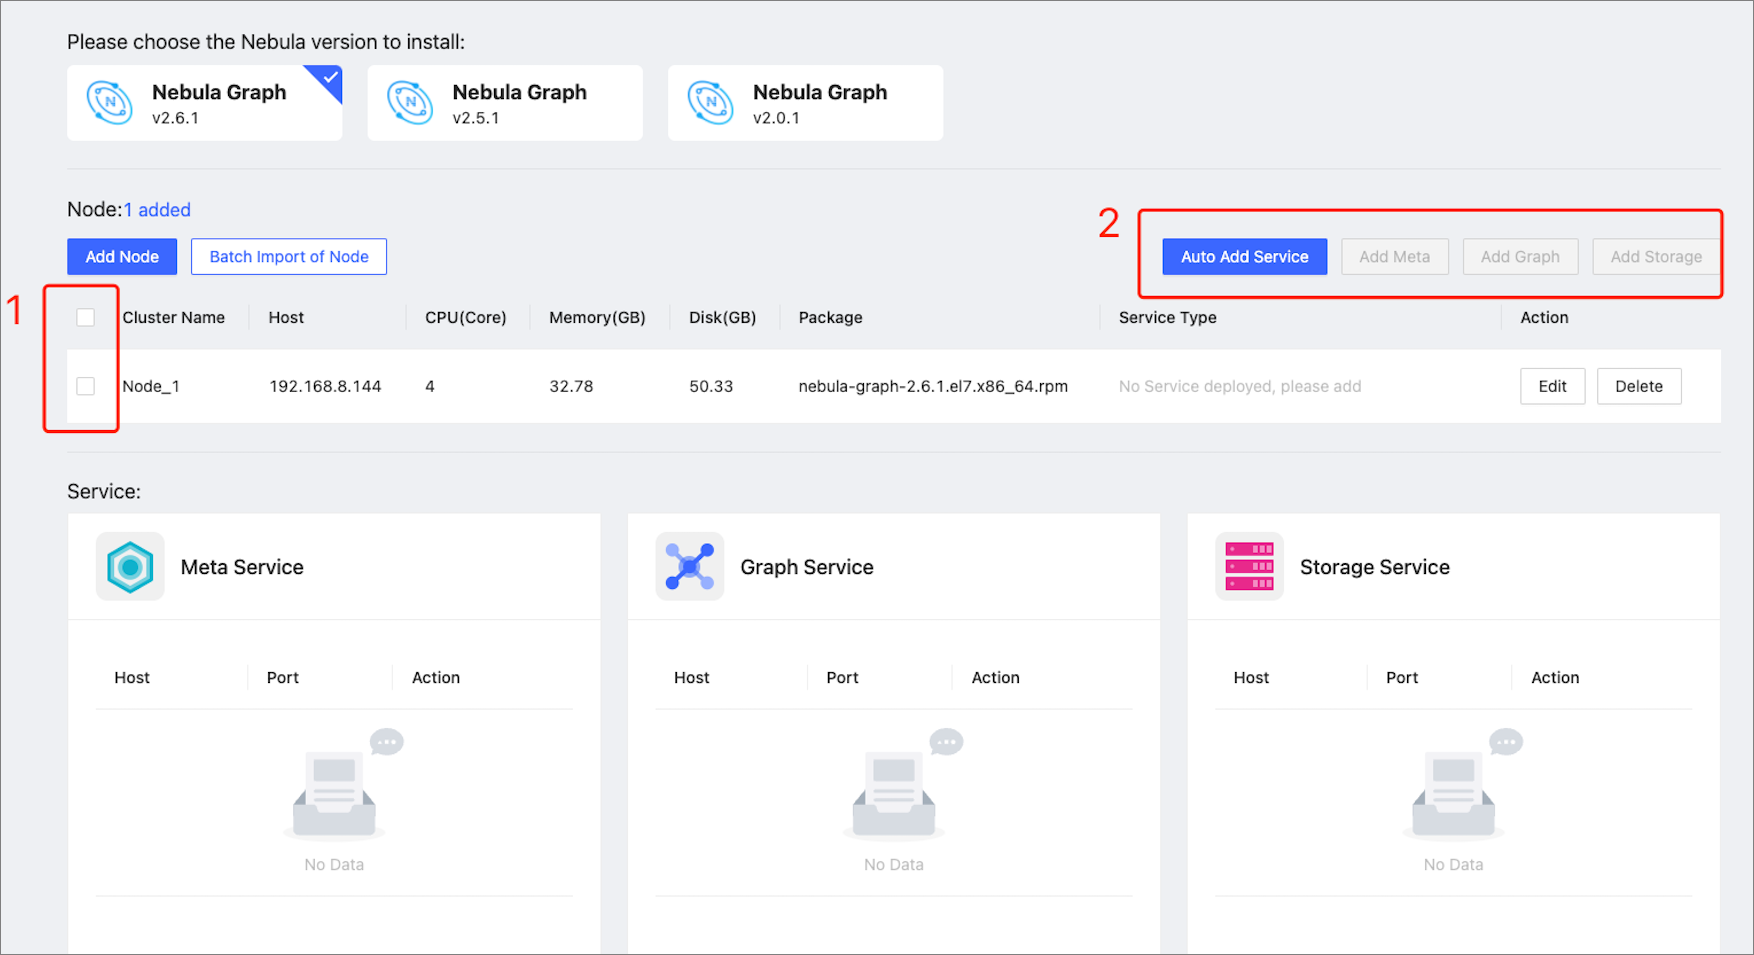 Please choose the Nebula version to install:
Nebula Graph
v2.6.1
Nebula Graph
v2.5.1
Nebula Graph
v2.0.1
Node:1 added
2
Add Node
Batch Import of Node
Auto Add Service
Add Meta
Add Graph
Add Storage
1
Cluster Name Host CPU(Core) Memory(GB) Disk(GB) Package Service Type Action
Node_1 192.168.8.144 4 32.78 50.33 nebula-graph-2.6.1.el7.x86_64.rpm No Service deployed, please add Edit Delete
Service:
Meta Service
Host Port Action
No Data
Graph Service
Host Port Action
No Data
Storage Service
Host Port Action
No Data